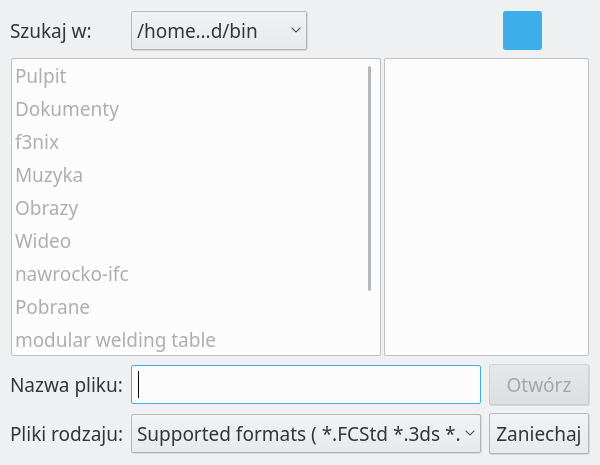 Szukaj w: /home...d/bin
Pulpit
Dokumenty
f3nix
Muzyka
Obrazy
Wideo
nawrocko-ifc
Pobrane
modular welding table
Nazwa pliku: Otwórz
Pliki rodzaju: Supported formats ( *.FCStd *.3ds *. Zaniechaj